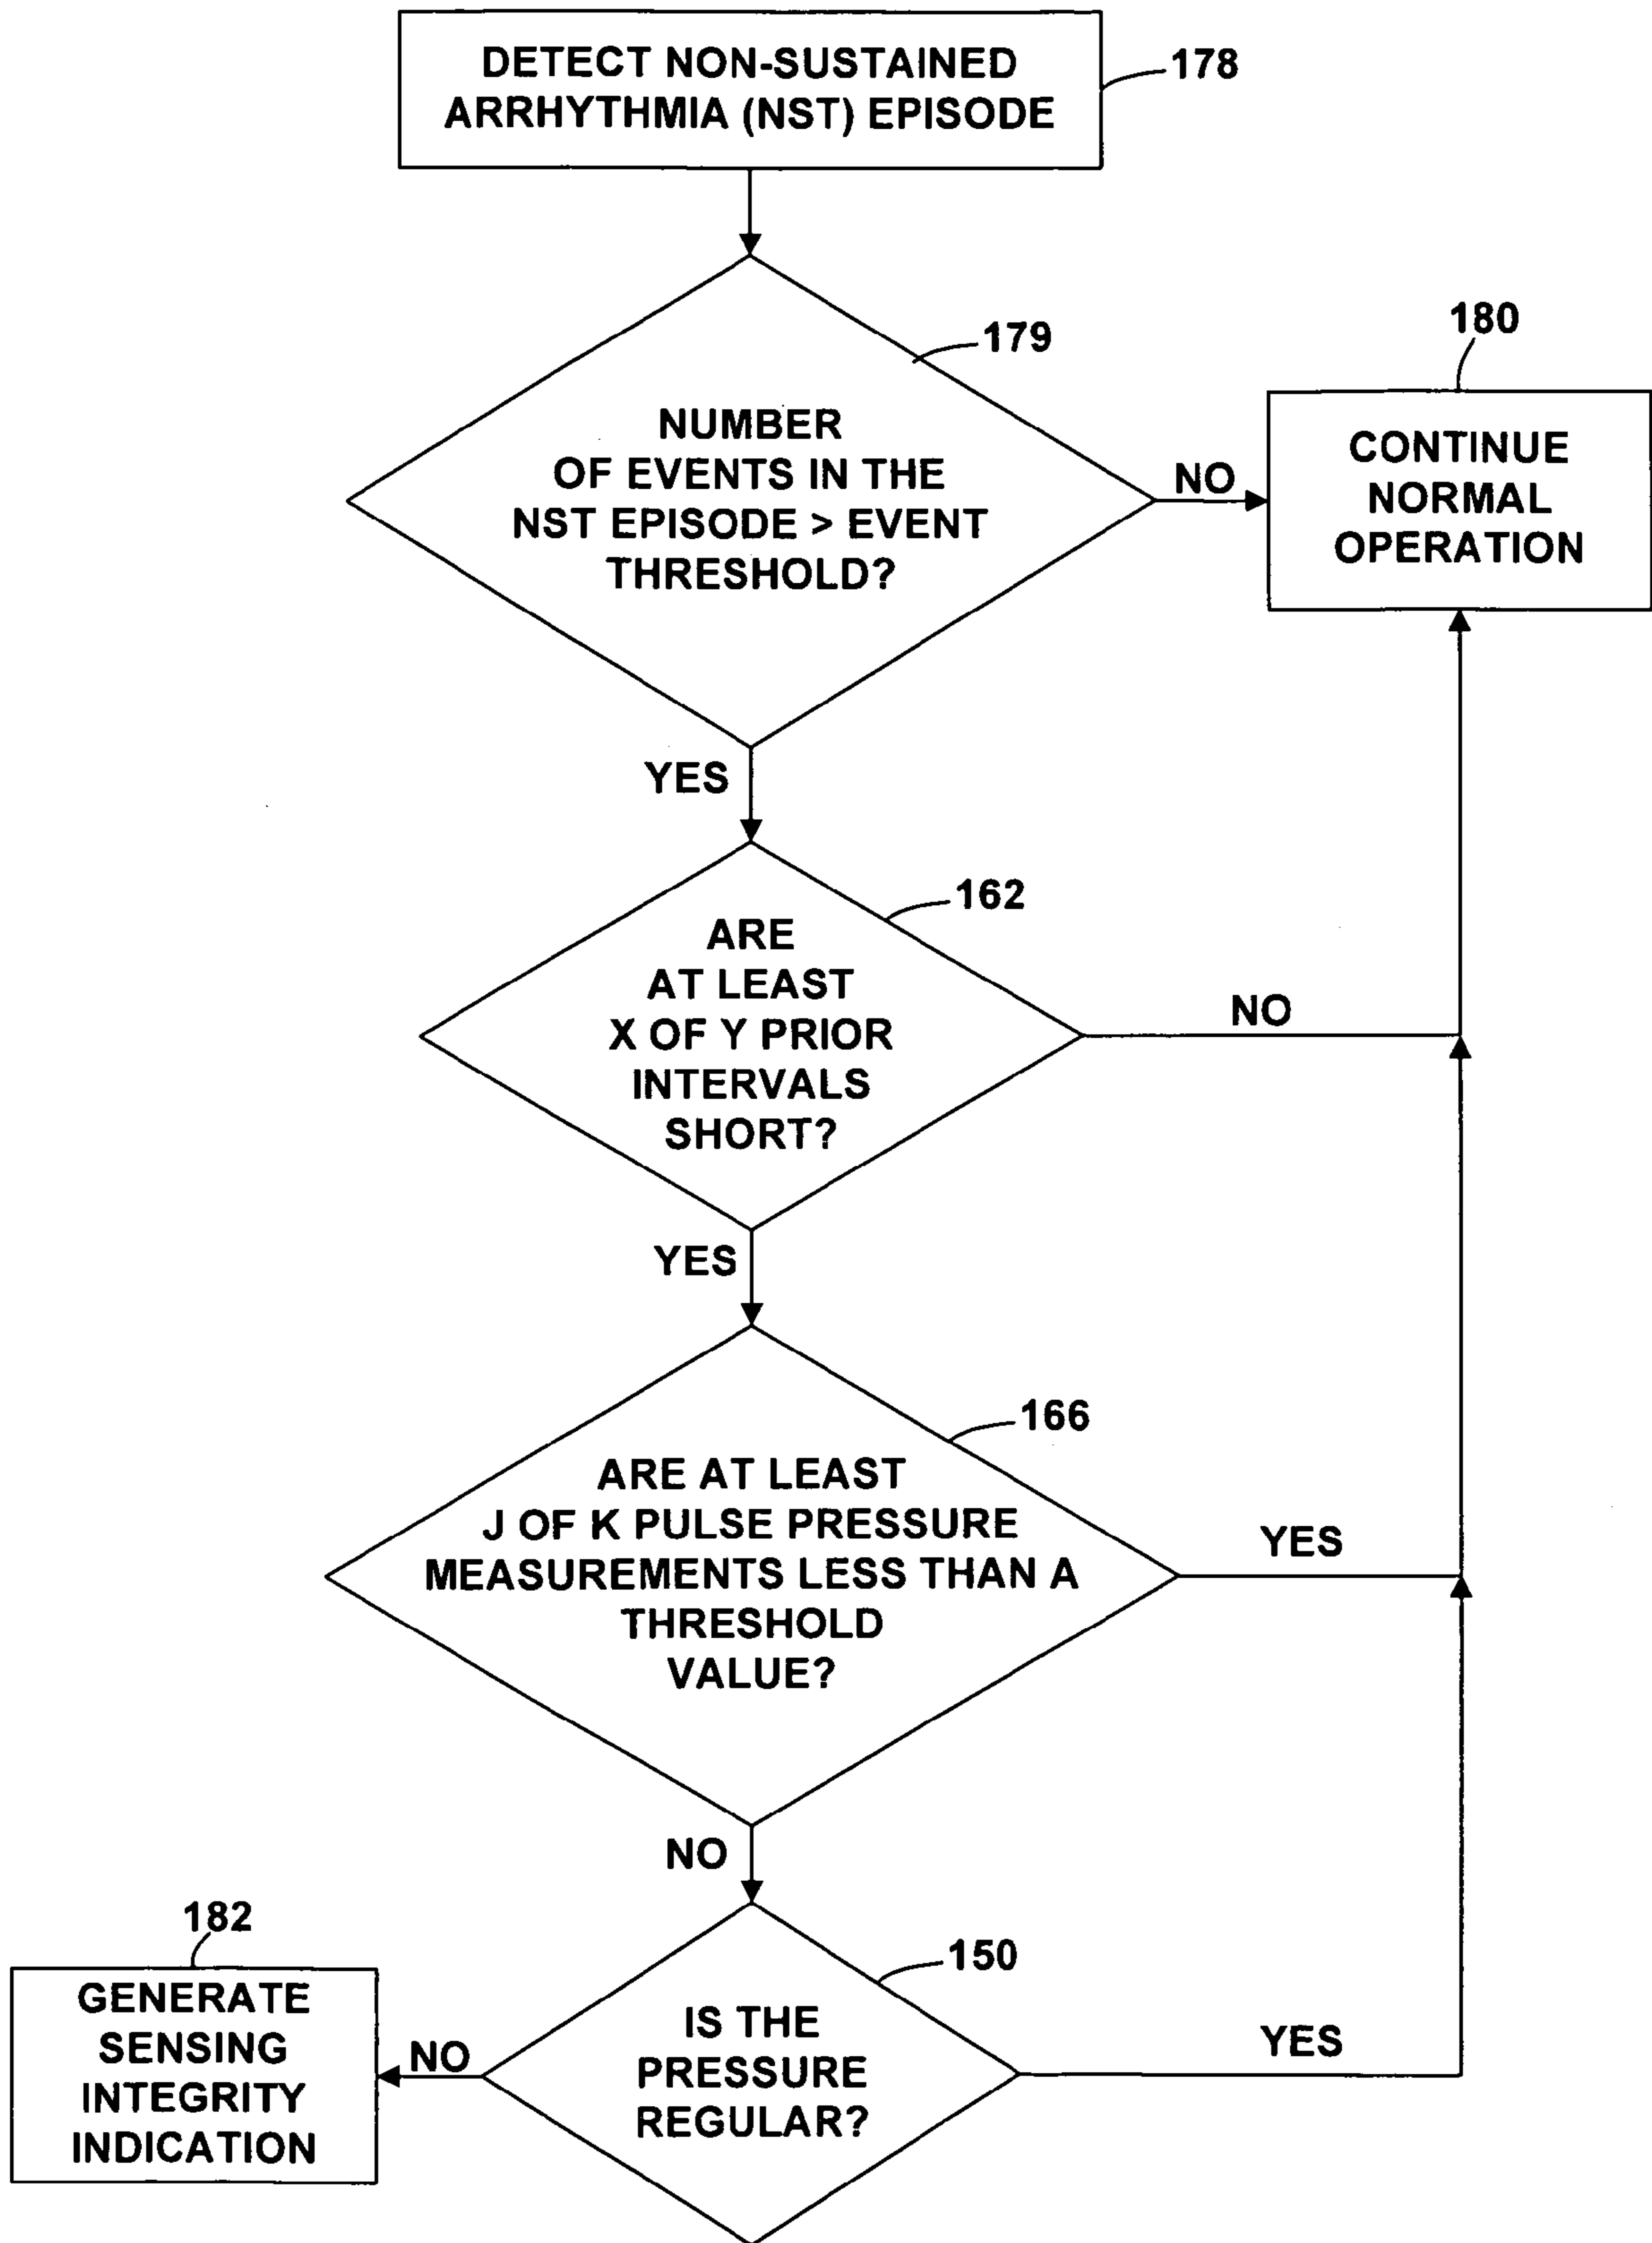 DETECT NON-SUSTAINED
ARRHYTHMIA (NST) EPISODE
178
179
NUMBER
OF EVENTS IN THE
NST EPISODE > EVENT
THRESHOLD?
NO
180
CONTINUE
NORMAL
OPERATION
YES
162
ARE
AT LEAST
X OF Y PRIOR
INTERVALS
SHORT?
NO
YES
166
ARE AT LEAST
J OF K PULSE PRESSURE
MEASUREMENTS LESS THAN A
THRESHOLD
VALUE?
YES
NO
150
IS THE
PRESSURE
REGULAR?
YES
NO
182
GENERATE
SENSING
INTEGRITY
INDICATION